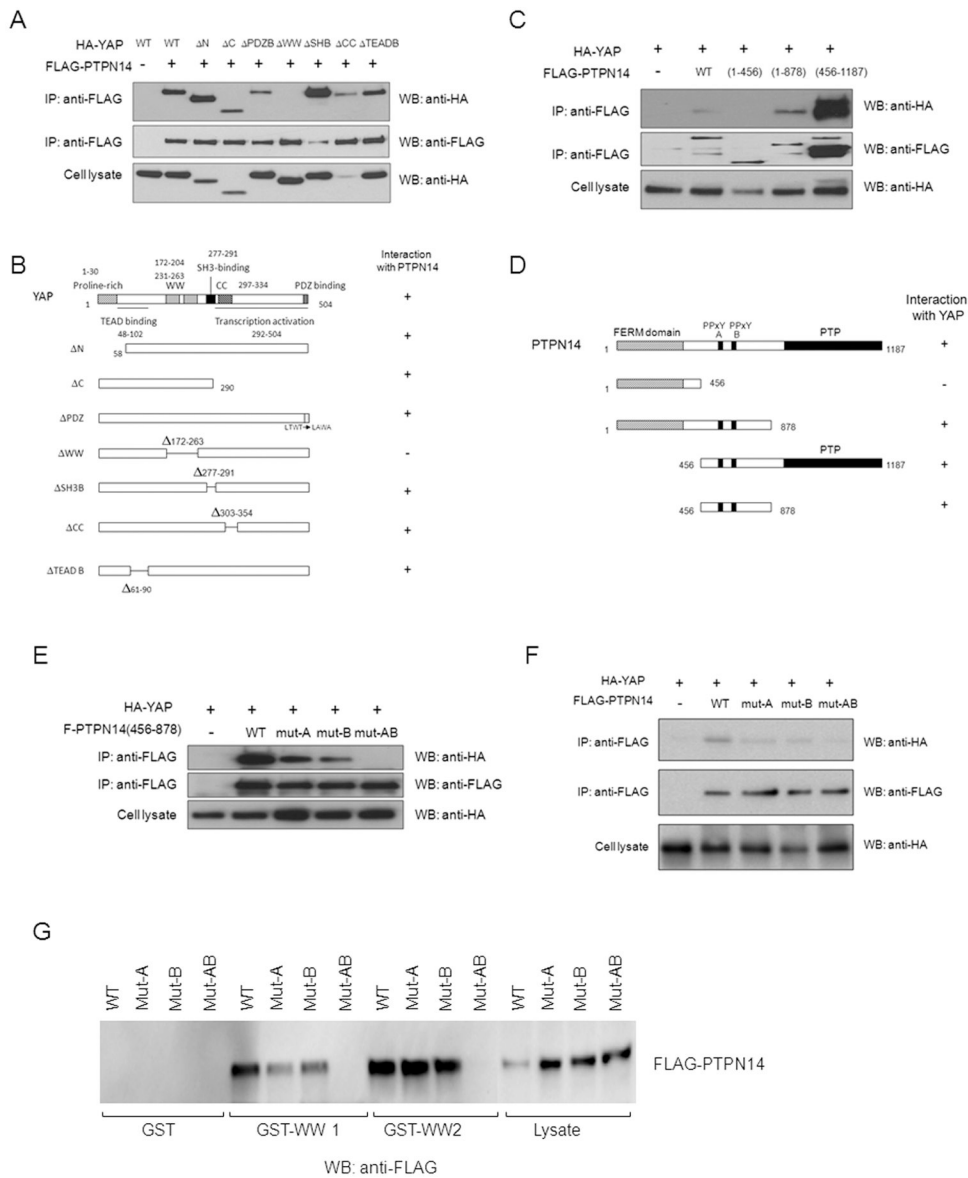 A
HA-YAP WT WT ΔN ΔC ΔPDZB ΔWW ΔSHB ΔCC ΔTEADB
FLAG-PTPN14 - + + + + + + + +
IP: anti-FLAG WB: anti-HA
IP: anti-FLAG WB: anti-FLAG
Cell lysate WB: anti-HA
C
HA-YAP + + + + +
FLAG-PTPN14 - WT (1-456) (1-878) (456-1187)
IP: anti-FLAG WB: anti-HA
IP: anti-FLAG WB: anti-FLAG
Cell lysate WB: anti-HA
B
Interaction
with PTPN14
277-291
1-30 172-204 SH3-binding
Proline-rich 231-263 CC 297-334
WW PDZ binding
YAP +
1 504
TEAD binding Transcription activation
48-102 292-504
ΔN 58 +
ΔC 290 +
ΔPDZ +
LTWT→LAWA
ΔWW Δ172-263 -
ΔSH3B Δ277-291 +
ΔCC Δ303-354 +
ΔTEAD B +
Δ61-90
D
Interaction
with YAP
FERM domain PPxY A PPxY B PTP
PTPN14 1 1187 +
1 456 -
1 878 +
PTP
456 1187 +
456 878 +
E
HA-YAP + + + + +
F-PTPN14(456-878) - WT mut-A mut-B mut-AB
IP: anti-FLAG WB: anti-HA
IP: anti-FLAG WB: anti-FLAG
Cell lysate WB: anti-HA
F
HA-YAP + + + + +
FLAG-PTPN14 - WT mut-A mut-B mut-AB
IP: anti-FLAG WB: anti-HA
IP: anti-FLAG WB: anti-FLAG
Cell lysate WB: anti-HA
G
WT Mut-A Mut-B Mut-AB WT Mut-A Mut-B Mut-AB WT Mut-A Mut-B Mut-AB WT Mut-A Mut-B Mut-AB
FLAG-PTPN14
GST GST-WW 1 GST-WW2 Lysate
WB: anti-FLAG